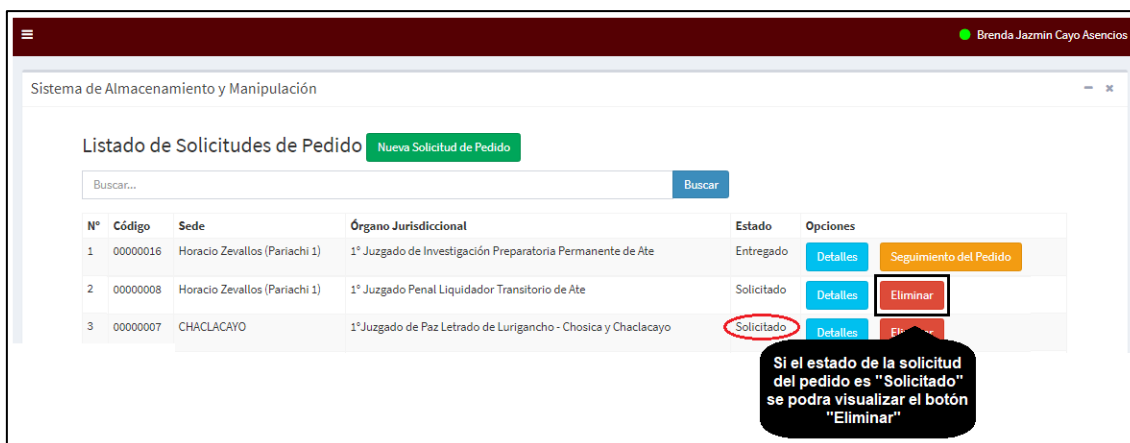 Brenda Jazmin Cayo Asencios
Sistema de Almacenamiento y Manipulación
Listado de Solicitudes de Pedido Nueva Solicitud de Pedido
Buscar... Buscar
N° Código Sede Órgano Jurisdiccional Estado Opciones
1 00000016 Horacio Zevallos (Pariachi 1) 1° Juzgado de Investigación Preparatoria Permanente de Ate Entregado Detalles Seguimiento del Pedido
2 00000008 Horacio Zevallos (Pariachi 1) 1° Juzgado Penal Liquidador Transitorio de Ate Solicitado Detalles Eliminar
3 00000007 CHACLACAYO 1°Juzgado de Paz Letrado de Lurigancho - Chosica y Chaclacayo Solicitado Detalles
Si el estado de la solicitud
del pedido es "Solicitado"
se podra visualizar el botón
"Eliminar"